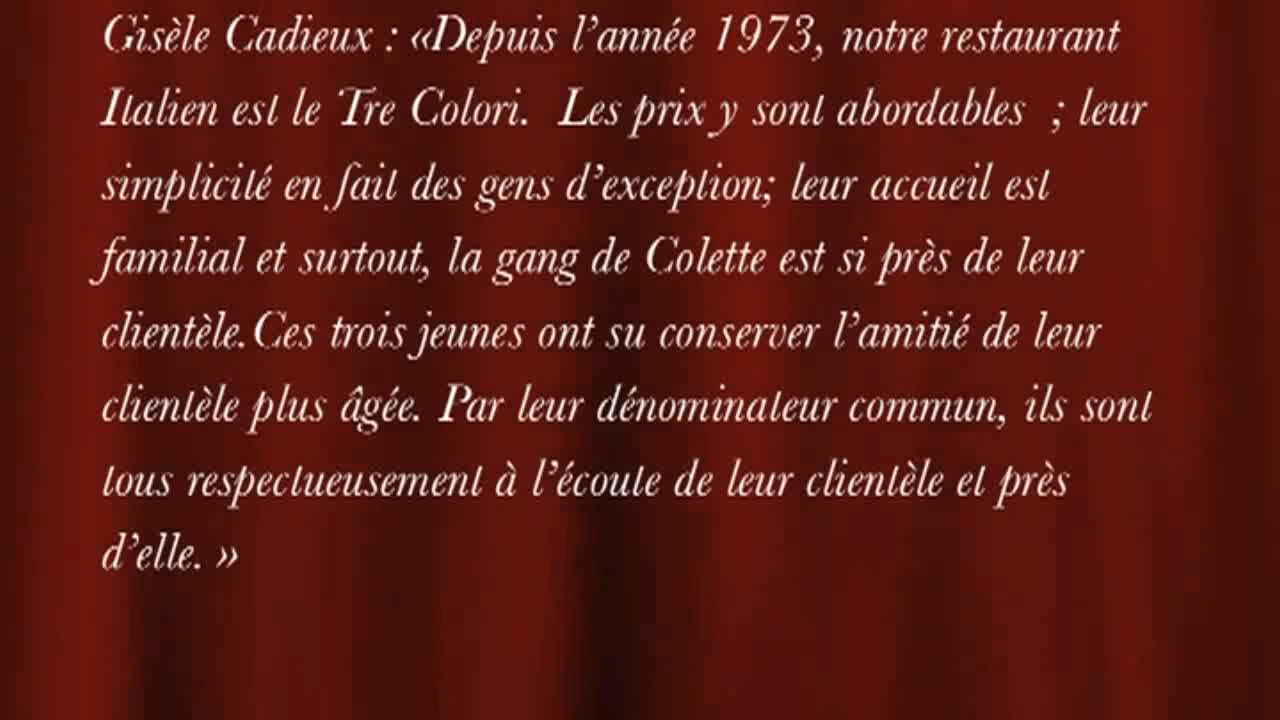 Gisèle Cadieux : «Depuis l’année 1973, notre restaurant
Italien est le Tre Colori.  Les prix y sont abordables  ; leur
simplicité en fait des gens d’exception; leur accueil est
familial et surtout, la gang de Colette est si près de leur
clientèle.Ces trois jeunes ont su conserver l’amitié de leur
clientèle plus âgée. Par leur dénominateur commun, ils sont
tous respectueusement à l’écoute de leur clientèle et près
d’elle. »